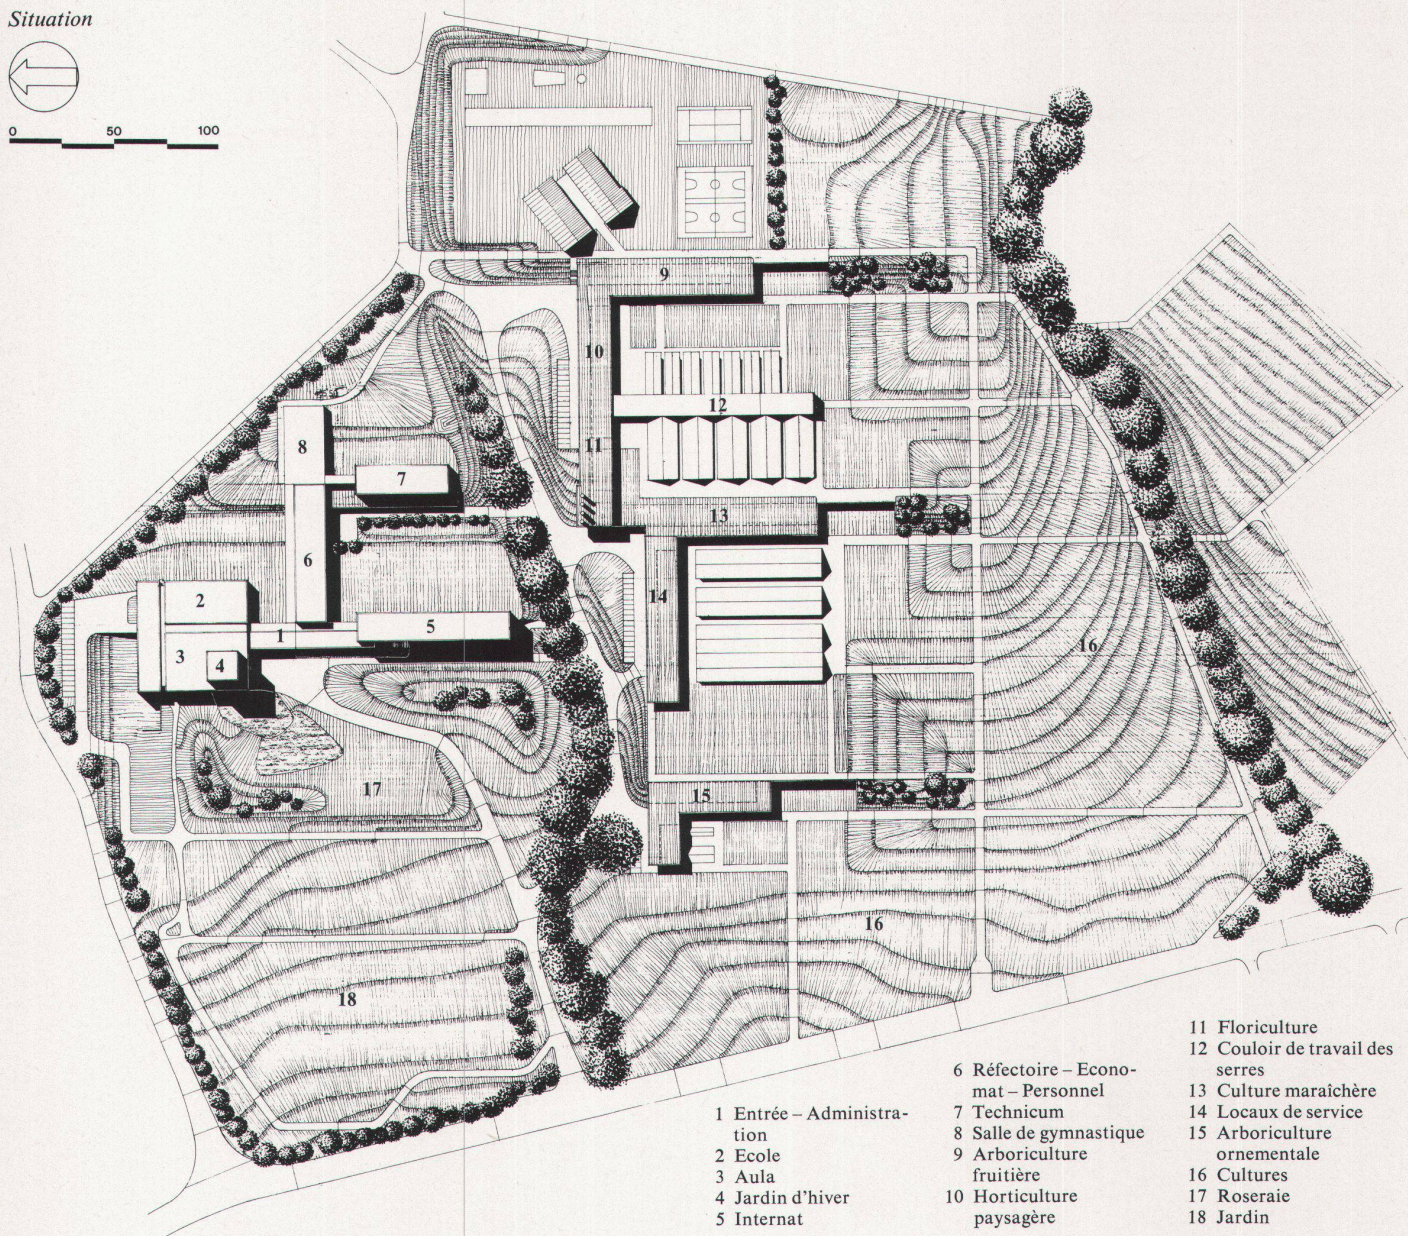 Situation
0 50 100
9
10
12
11
8
7
13
6
14
2
5
1
3
16
4
17
15
16
18
1 Entrée – Administra-
tion
2 Ecole
3 Aula
4 Jardin d'hiver
5 Internat
6 Réfectoire – Econo-
mat – Personnel
7 Technicum
8 Salle de gymnastique
9 Arboriculture
fruitière
10 Horticulture
paysagère
11 Floriculture
12 Couloir de travail des
serres
13 Culture maraîchère
14 Locaux de service
15 Arboriculture
ornementale
16 Cultures
17 Roseraie
18 Jardin